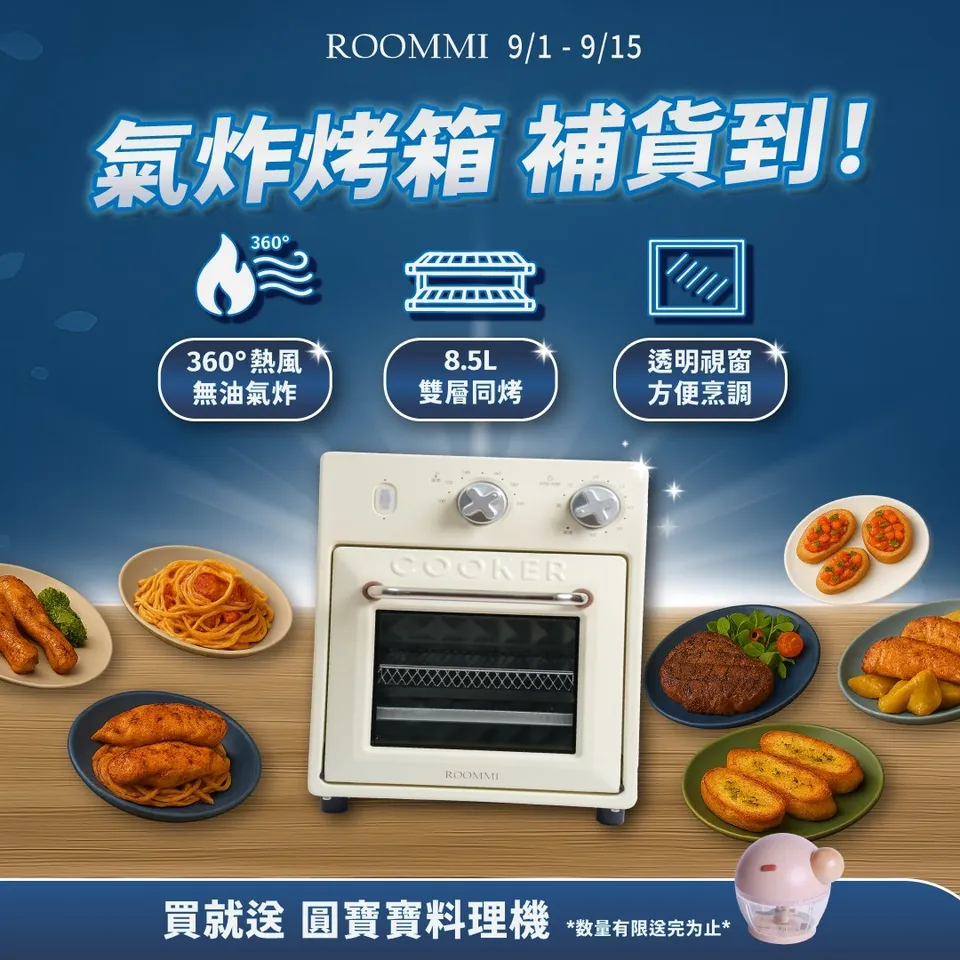 ROOMMI 9/1 - 9/15
氣炸烤箱 補貨到!
360°
360°熱風
無油氣炸
8.5L
雙層同烤
透明視窗
方便烹調
COOKER
ROOMMI
買就送 圓寶寶料理機 *数量有限送完为止*